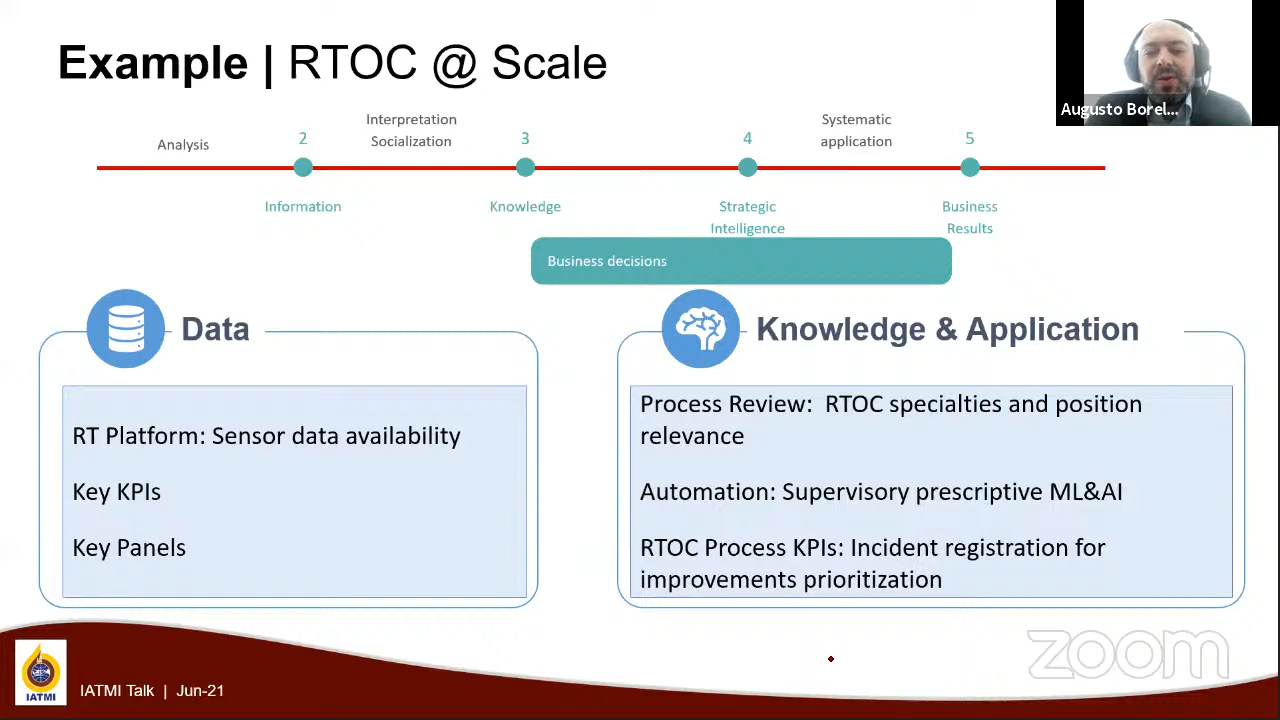 Example | RTOC @ Scale
Augusto Borel...
Analysis
2
Interpretation
Socialization
3
4
Systematic
application
5
Information
Knowledge
Strategic
Intelligence
Business
Results
Business decisions
Data
RT Platform: Sensor data availability
Key KPIs
Key Panels
Knowledge & Application
Process Review:  RTOC specialties and position
relevance
Automation: Supervisory prescriptive ML&AI
RTOC Process KPIs: Incident registration for
improvements prioritization
IATMI
IATMI Talk | Jun-21
zoom